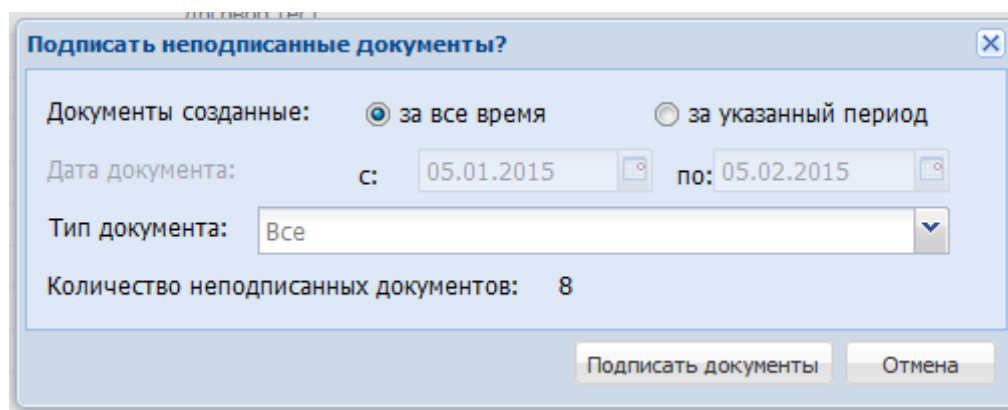 Подписать неподписанные документы?
Документы созданные: за все время за указанный период
Дата документа: с: 05.01.2015 по: 05.02.2015
Тип документа: Все
Количество неподписанных документов: 8
Подписать документы Отмена